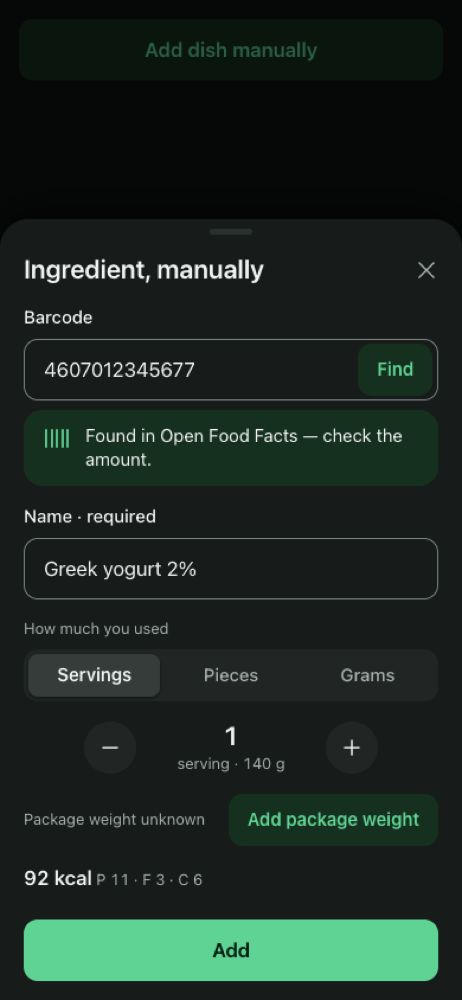 Add dish manually
Ingredient, manually
Barcode
4607012345677
Find
Found in Open Food Facts — check the
amount.
Name · required
Greek yogurt 2%
How much you used
Servings Pieces Grams
1
serving · 140 g
Package weight unknown
Add package weight
92 kcal P 11 · F 3 · C 6
Add